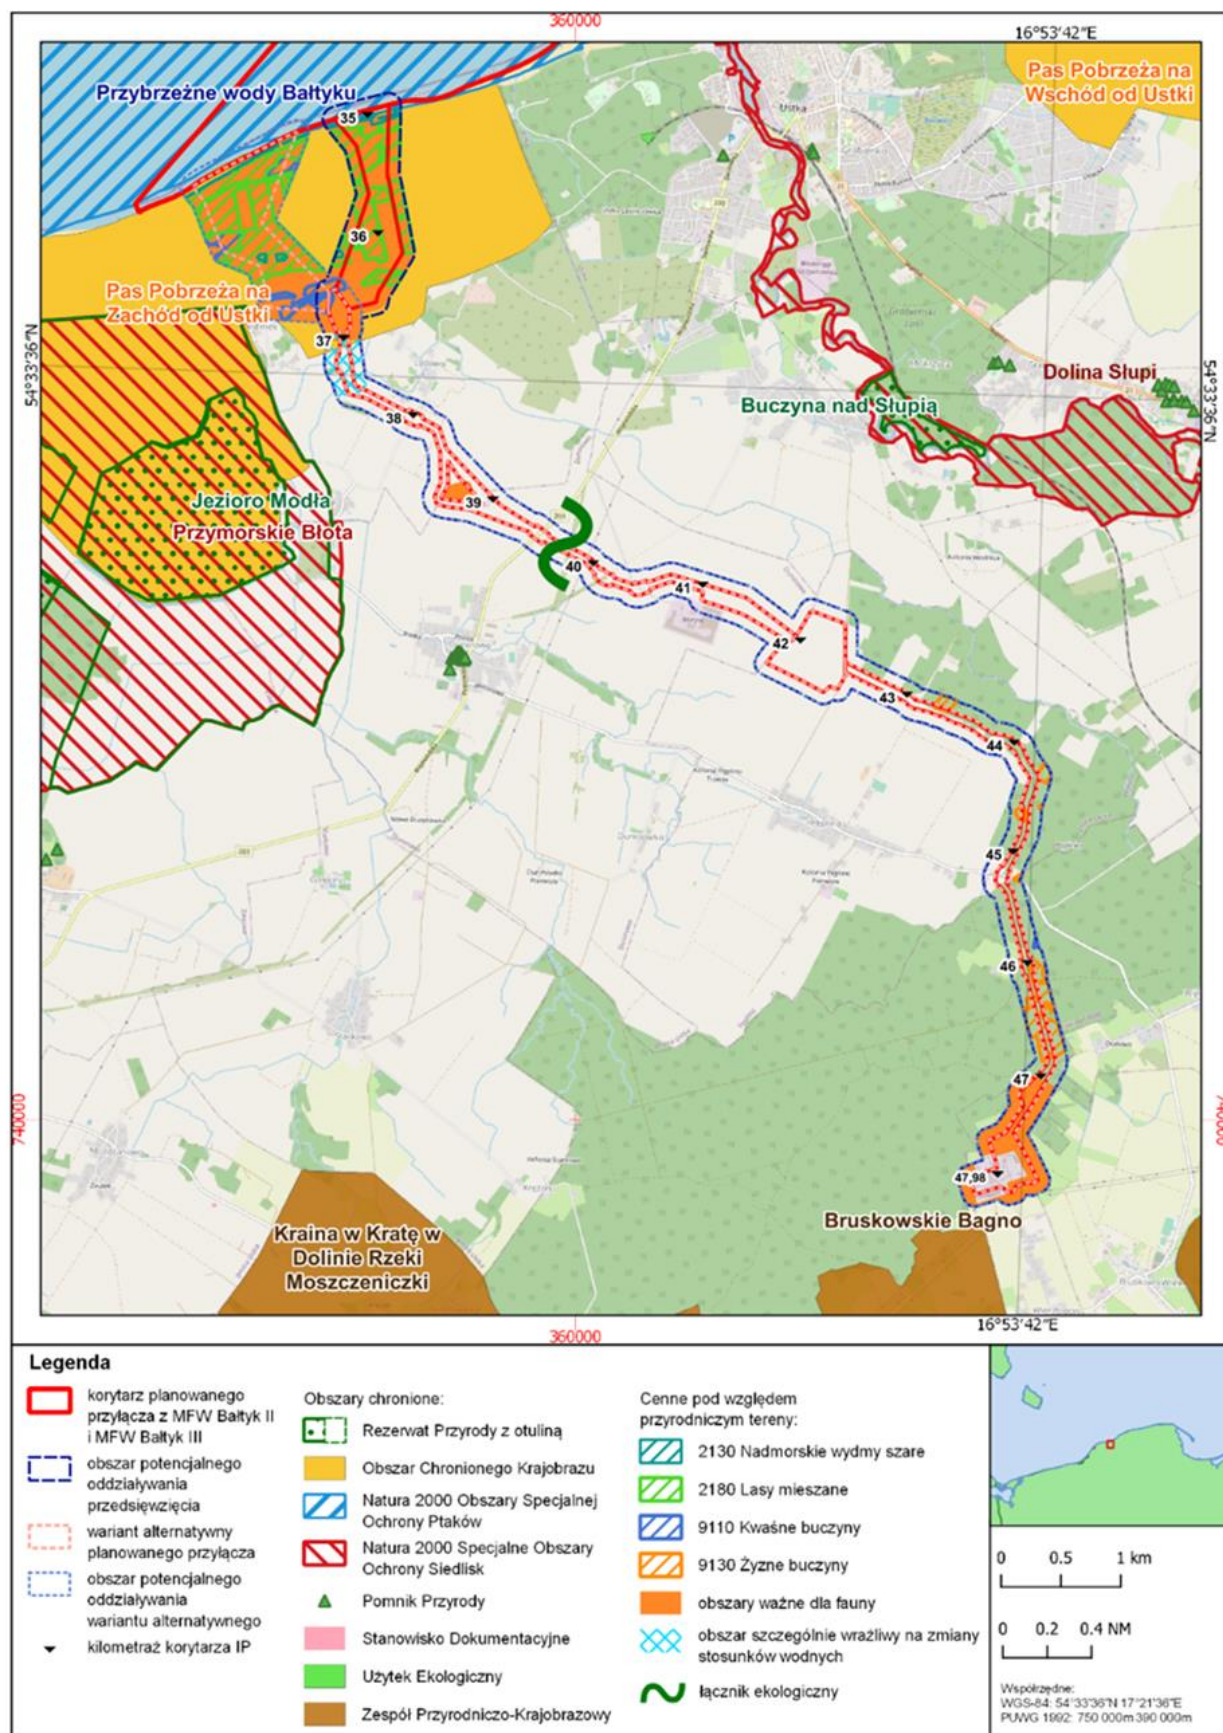 360000
16°53'42"E
Przybrzeżne wody Bałtyku
Pas Pobrzeża na
Wschód od Ustki
35
Ustka
36
Pas Pobrzeża na
Zachód od Ustki
37
54°33'36"N
54°33'36"N
Dolina Słupi
Buczyna nad Słupią
38
39
Jezioro Modła
Przymorskie Błota
40
41
42
43
44
45
46
47
740000
740000
47,98
Bruskowskie Bagno
Kraina w Kratę w
Dolinie Rzeki
Moszczeniczki
360000
16°53'42"E
Legenda
korytarz planowanego
przyłącza z MFW Bałtyk II
i MFW Bałtyk III
obszar potencjalnego
oddziaływania
przedsięwzięcia
wariant alternatywny
planowanego przyłącza
obszar potencjalnego
oddziaływania
wariantu alternatywnego
kilometraż korytarza IP
Obszary chronione:
Rezerwat Przyrody z otuliną
Obszar Chronionego Krajobrazu
Natura 2000 Obszary Specjalnej
Ochrony Ptaków
Natura 2000 Specjalne Obszary
Ochrony Siedlisk
Pomnik Przyrody
Stanowisko Dokumentacyjne
Użytek Ekologiczny
Zespół Przyrodniczo-Krajobrazowy
Cenne pod względem
przyrodniczym tereny:
2130 Nadmorskie wydmy szare
2180 Lasy mieszane
9110 Kwaśne buczyny
9130 Żyzne buczyny
obszary ważne dla fauny
obszar szczególnie wrażliwy na zmiany
stosunków wodnych
łącznik ekologiczny
0 0.5 1 km
0 0.2 0.4 NM
Współrzędne:
WGS-84: 54°33'36"N 17°21'36"E
PUWG 1992: 750 000m 390 000m